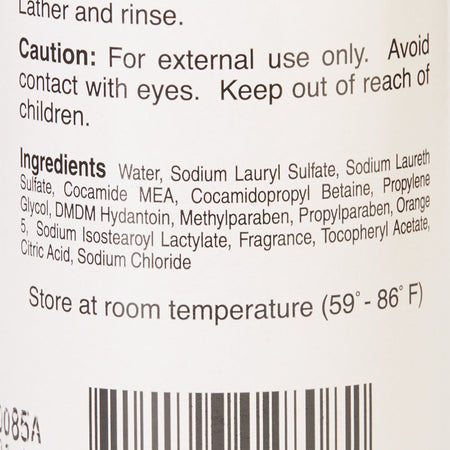 Lather and rinse.
Caution: For external use only. Avoid
contact with eyes. Keep out of reach of
children.
Ingredients Water, Sodium Lauryl Sulfate, Sodium Laureth
Sulfate, Cocamide MEA, Cocamidopropyl Betaine, Propylene
Glycol, DMDM Hydantoin, Methylparaben, Propylparaben, Orange
5, Sodium Isostearoyl Lactylate, Fragrance, Tocopheryl Acetate,
Citric Acid, Sodium Chloride
Store at room temperature (59° - 86° F)
0085A